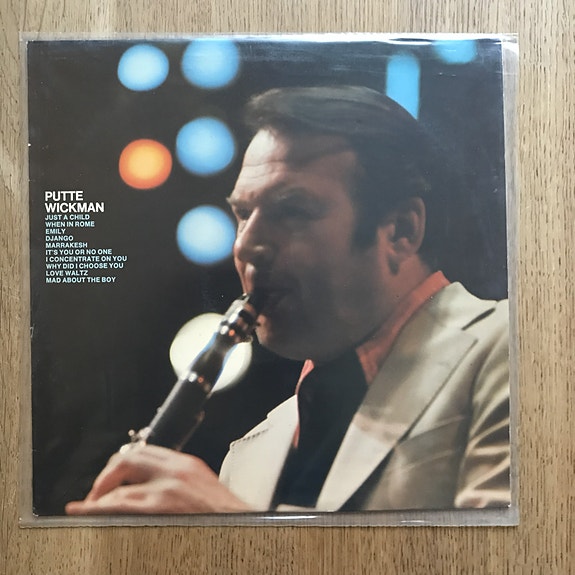 PUTTE
WICKMAN
JUST A CHILD
WHEN IN ROME
EMILY
DJANGO
MARRAKESH
IT'S YOU OR NO ONE
I CONCENTRATE ON YOU
WHY DID I CHOOSE YOU
LOVE WALTZ
MAD ABOUT THE BOY